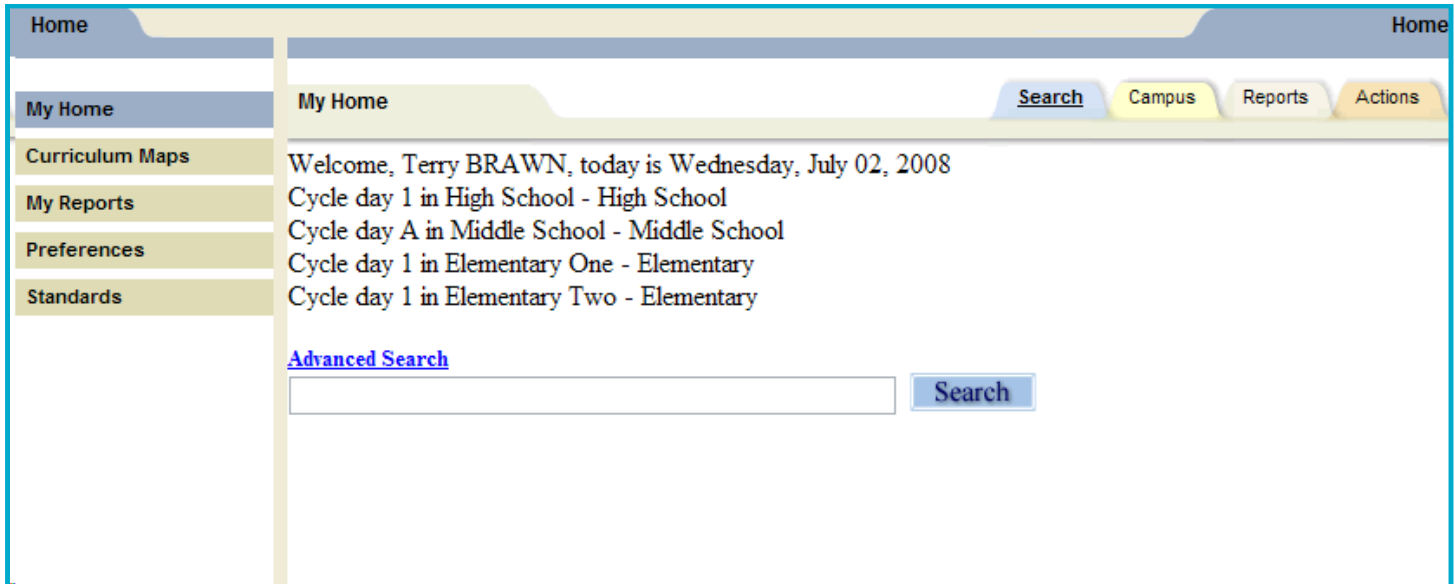 Home
Home
My Home
Curriculum Maps
My Reports
Preferences
Standards
My Home
Search
Campus
Reports
Actions
Welcome, Terry BRAWN, today is Wednesday, July 02, 2008
Cycle day 1 in High School - High School
Cycle day A in Middle School - Middle School
Cycle day 1 in Elementary One - Elementary
Cycle day 1 in Elementary Two - Elementary
Advanced Search
Search